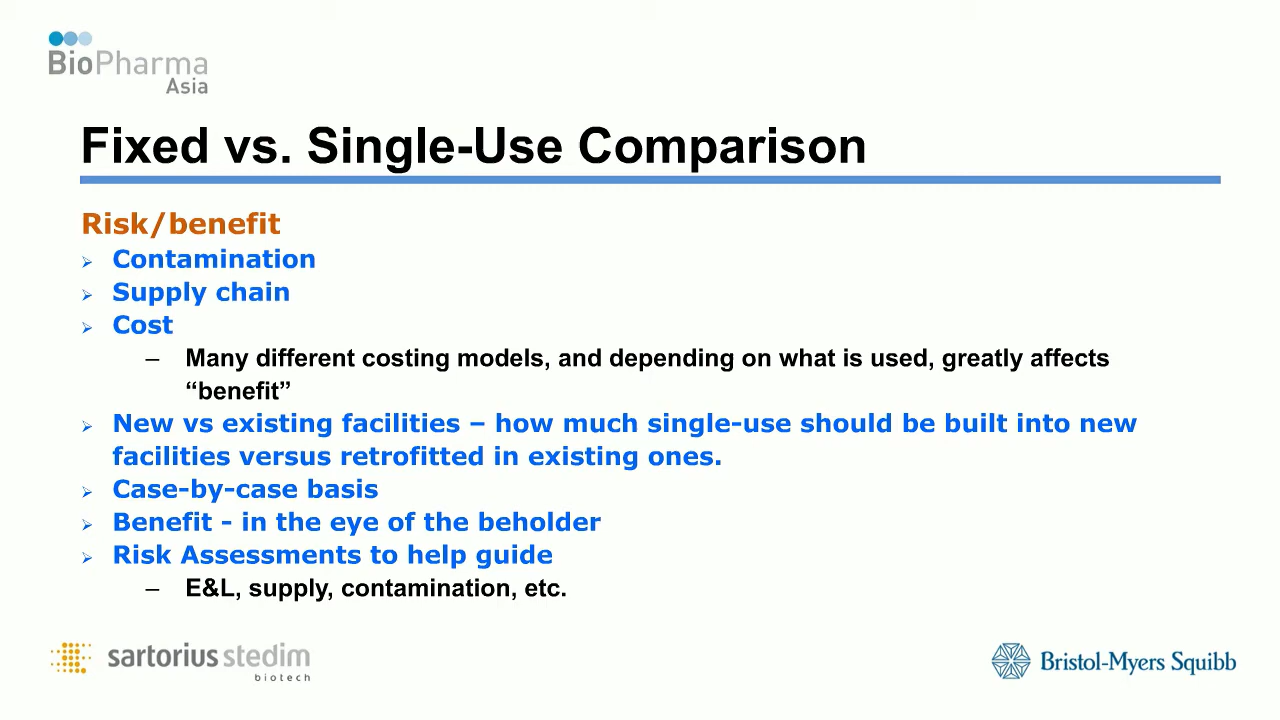 BioPharma
Asia
Fixed vs. Single-Use Comparison
Risk/benefit
Contamination
Supply chain
Cost
– Many different costing models, and depending on what is used, greatly affects
“benefit”
New vs existing facilities – how much single-use should be built into new
facilities versus retrofitted in existing ones.
Case-by-case basis
Benefit - in the eye of the beholder
Risk Assessments to help guide
– E&L, supply, contamination, etc.
sartorius stedim
biotech
Bristol-Myers Squibb